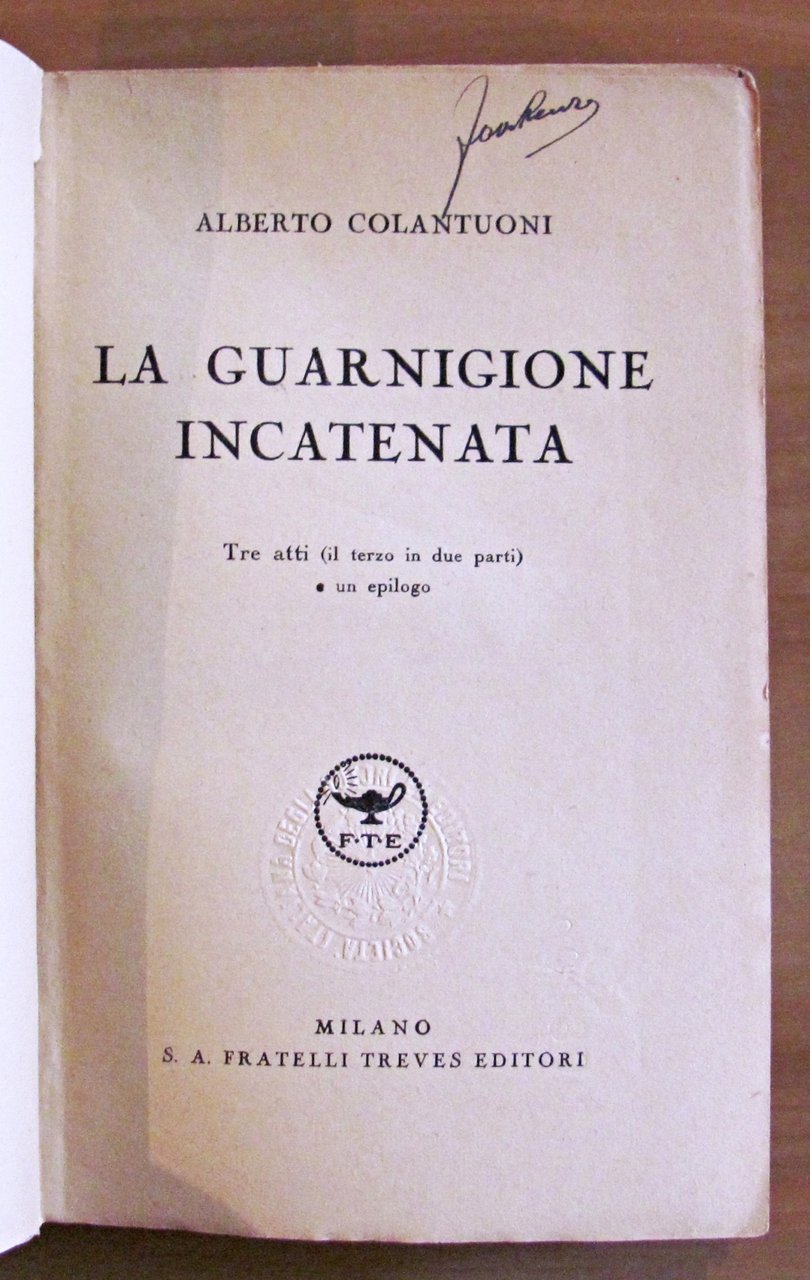 ALBERTO COLANTUONI
LA GUARNIGIONE
INCATENATA
Tre atti (il terzo in due parti)
e un epilogo
F·T·E
MILANO
S. A. FRATELLI TREVES EDITORI